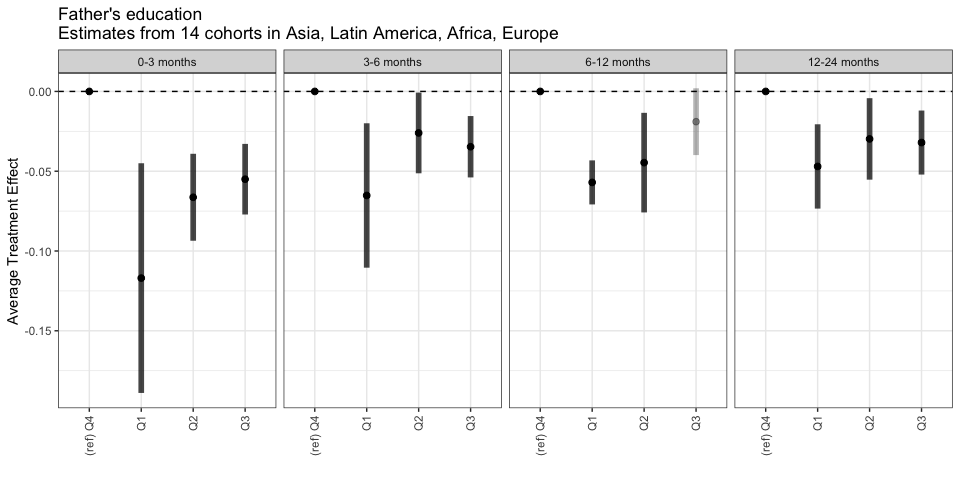 Father's education
Estimates from 14 cohorts in Asia, Latin America, Africa, Europe
0-3 months
3-6 months
6-12 months
12-24 months
Average Treatment Effect
0.00
-0.05
-0.10
-0.15
(ref) Q4
Q1
Q2
Q3
(ref) Q4
Q1
Q2
Q3
(ref) Q4
Q1
Q2
Q3
(ref) Q4
Q1
Q2
Q3